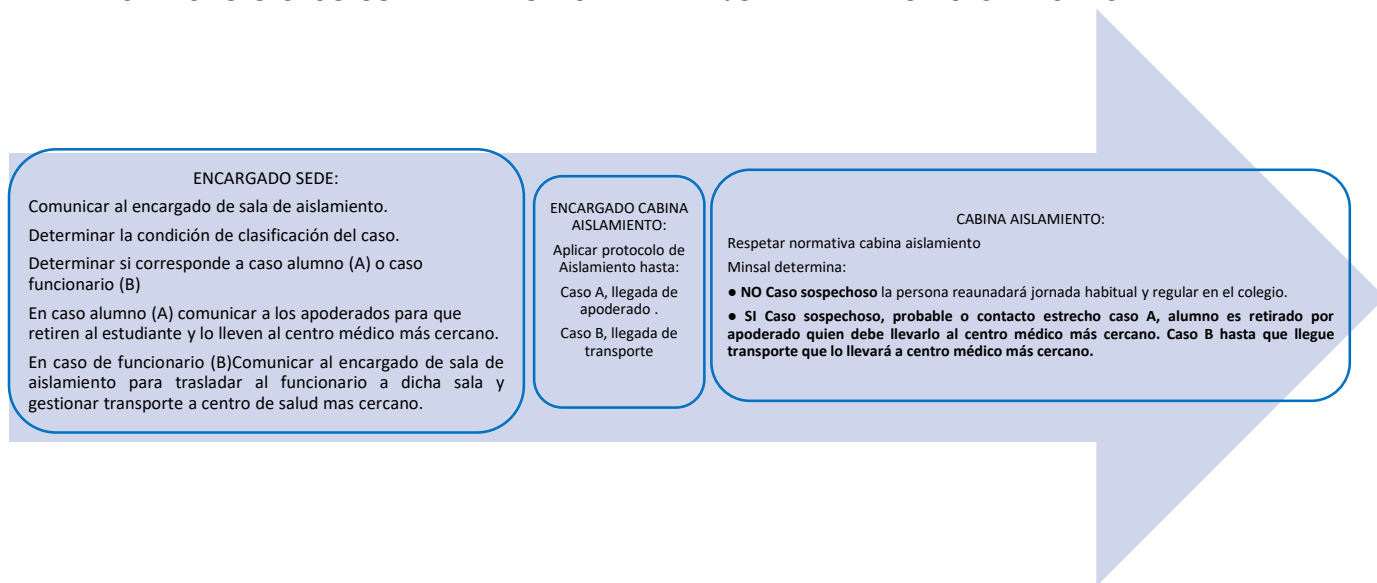 ENCARGADO SEDE:
Comunicar al encargado de sala de aislamiento.
Determinar la condición de clasificación del caso.
Determinar si corresponde a caso alumno (A) o caso
funcionario (B)
En caso alumno (A) comunicar a los apoderados para que
retiren al estudiante y lo lleven al centro médico más cercano.
En caso de funcionario (B)Comunicar al encargado de sala de
aislamiento para trasladar al funcionario a dicha sala y
gestionar transporte a centro de salud mas cercano.
ENCARGADO CABINA
AISLAMIENTO:
Aplicar protocolo de
Aislamiento hasta:
Caso A, llegada de
apoderado .
Caso B, llegada de
transporte
CABINA AISLAMIENTO:
Respetar normativa cabina aislamiento
Minsal determina:
● NO Caso sospechoso la persona reaunadará jornada habitual y regular en el colegio.
● SI Caso sospechoso, probable o contacto estrecho caso A, alumno es retirado por
apoderado quien debe llevarlo al centro médico más cercano. Caso B hasta que llegue
transporte que lo llevará a centro médico más cercano.